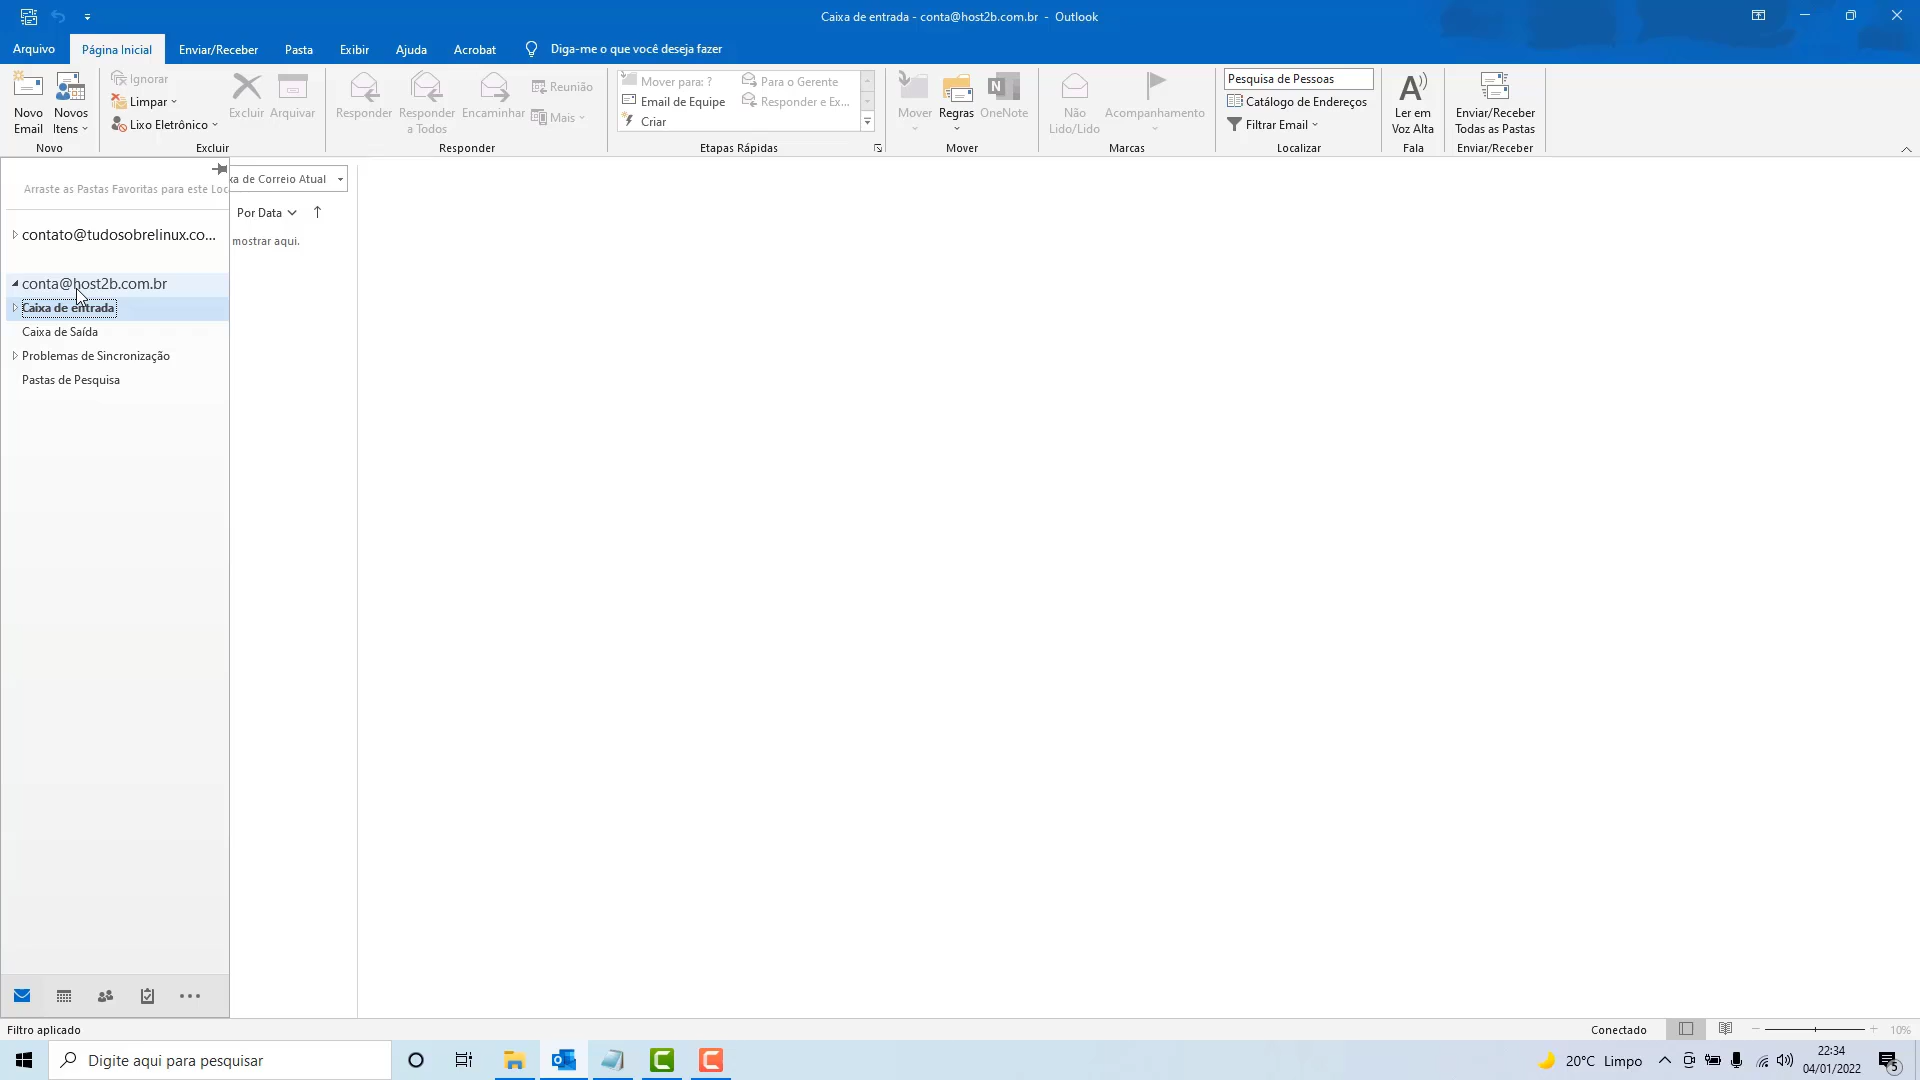 Caixa de entrada - conta@host2b.com.br - Outlook
Arquivo Página Inicial Enviar/Receber Pasta Exibir Ajuda Acrobat Diga-me o que você deseja fazer
Novo Email
Novos Itens
Novo
Ignorar
Limpar
Lixo Eletrônico
Excluir
Arquivar
Excluir
Responder
Responder a Todos
Encaminhar
Reunião
Mais
Responder
Mover para: ?
Email de Equipe
Criar
Para o Gerente
Responder e Ex...
Etapas Rápidas
Mover
Regras
N
OneNote
Mover
Não Lido/Lido
Acompanhamento
Marcas
Pesquisa de Pessoas
Catálogo de Endereços
Filtrar Email
Localizar
A
Ler em Voz Alta
Fala
Enviar/Receber Todas as Pastas
Enviar/Receber
Arraste as Pastas Favoritas para este Loc
xa de Correio Atual
Por Data
mostrar aqui.
contato@tudosobrelinux.co...
conta@host2b.com.br
Caixa de entrada
Caixa de Saída
Problemas de Sincronização
Pastas de Pesquisa
Filtro aplicado
Conectado
10%
Digite aqui para pesquisar
20°C Limpo
22:34
04/01/2022
5